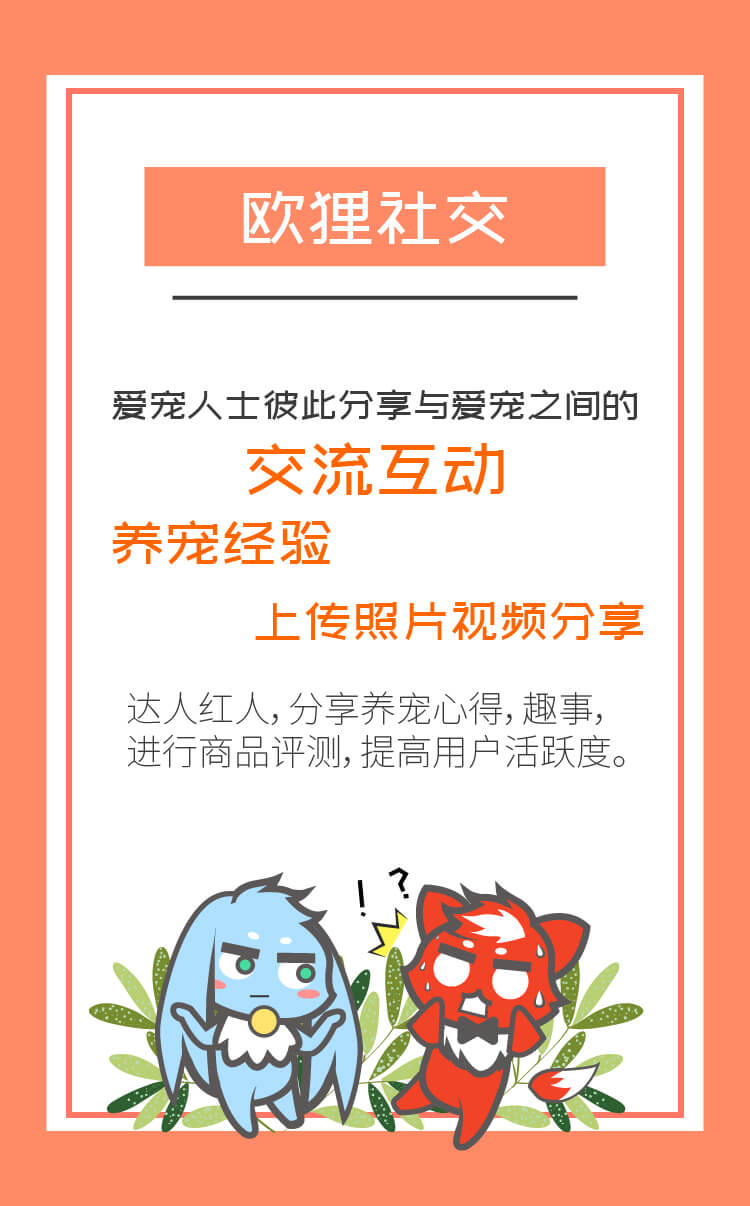 欧狸社交
爱宠人士彼此分享与爱宠之间的
交流互动
养宠经验
上传照片视频分享
达人红人，分享养宠心得，趣事，
进行商品评测，提高用户活跃度。
！？